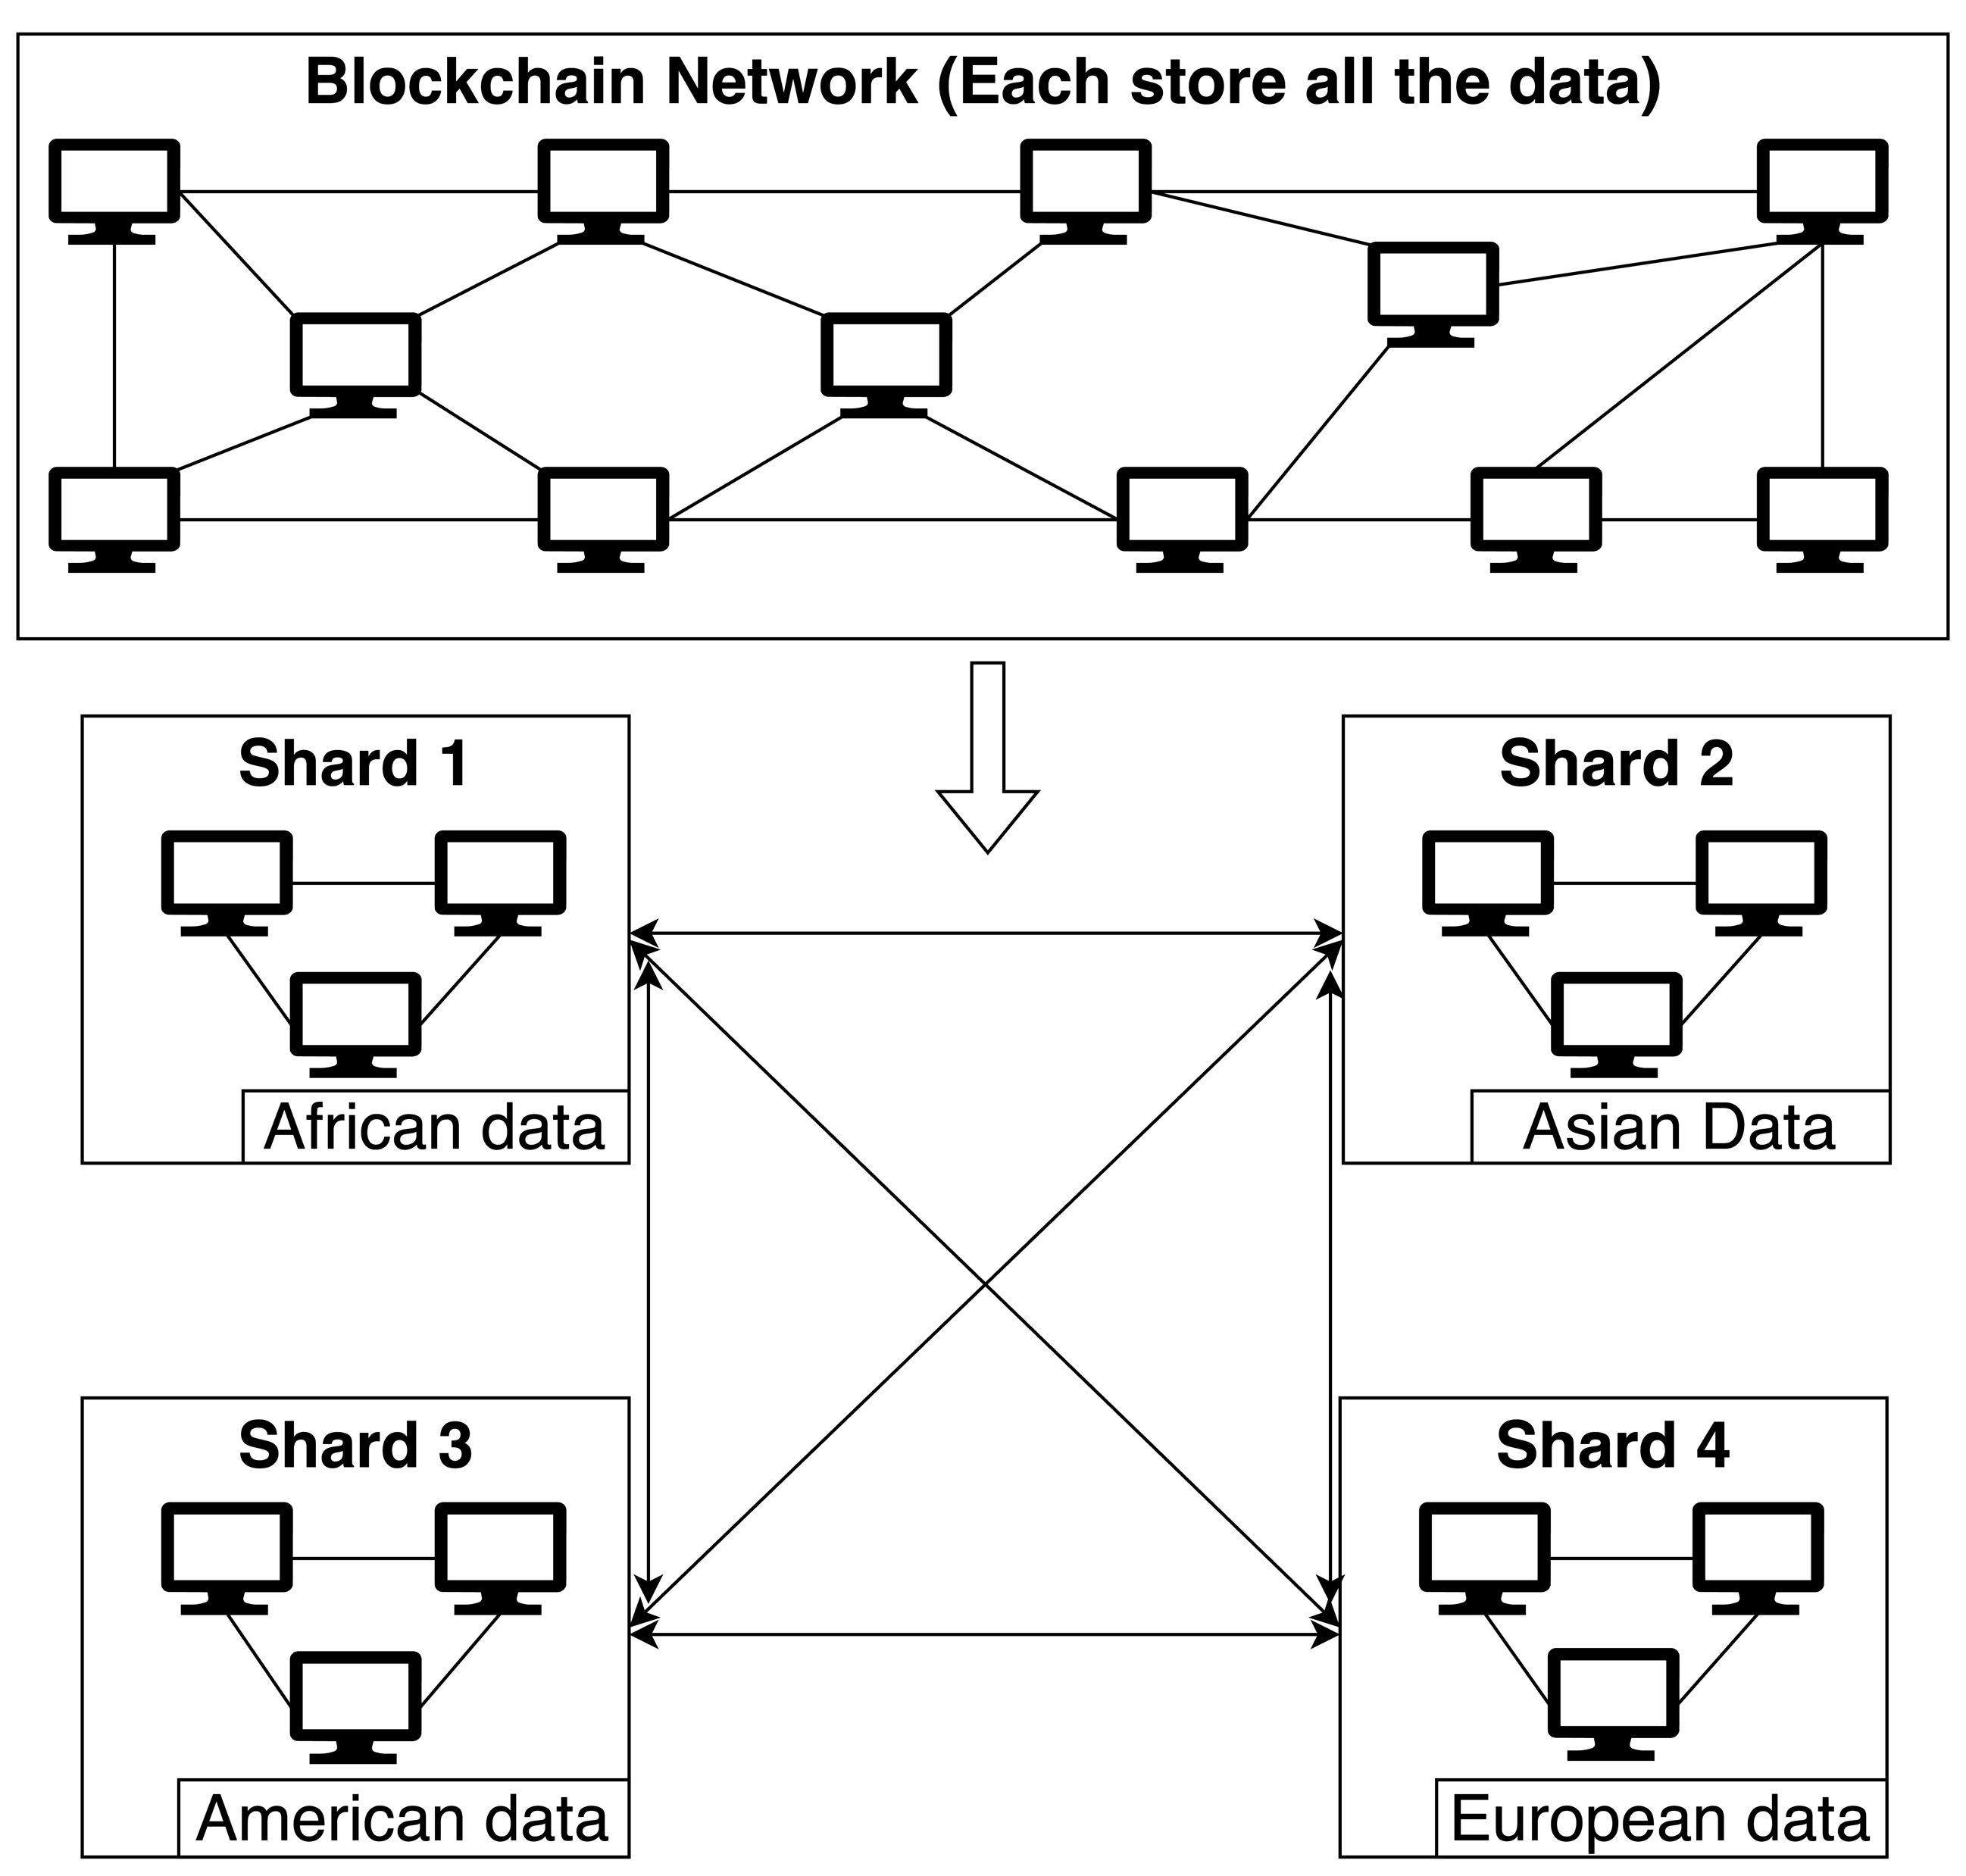 Blockchain Network (Each store all the data)
Shard 1
African data
Shard 2
Asian Data
Shard 3
American data
Shard 4
European data